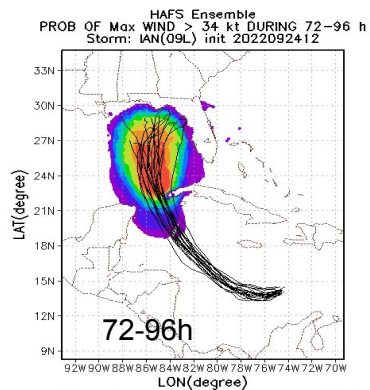 HAFS Ensemble
PROB OF Max WIND > 34 kt DURING 72-96 h
Storm: IAN(09L) init 2022092412
33N
30N
27N
24N
21N
18N
15N
12N
9N
LAT(degree)
72-96h
92W 90W 88W 86W 84W 82W 80W 78W 76W 74W 72W 70W
LON(degree)